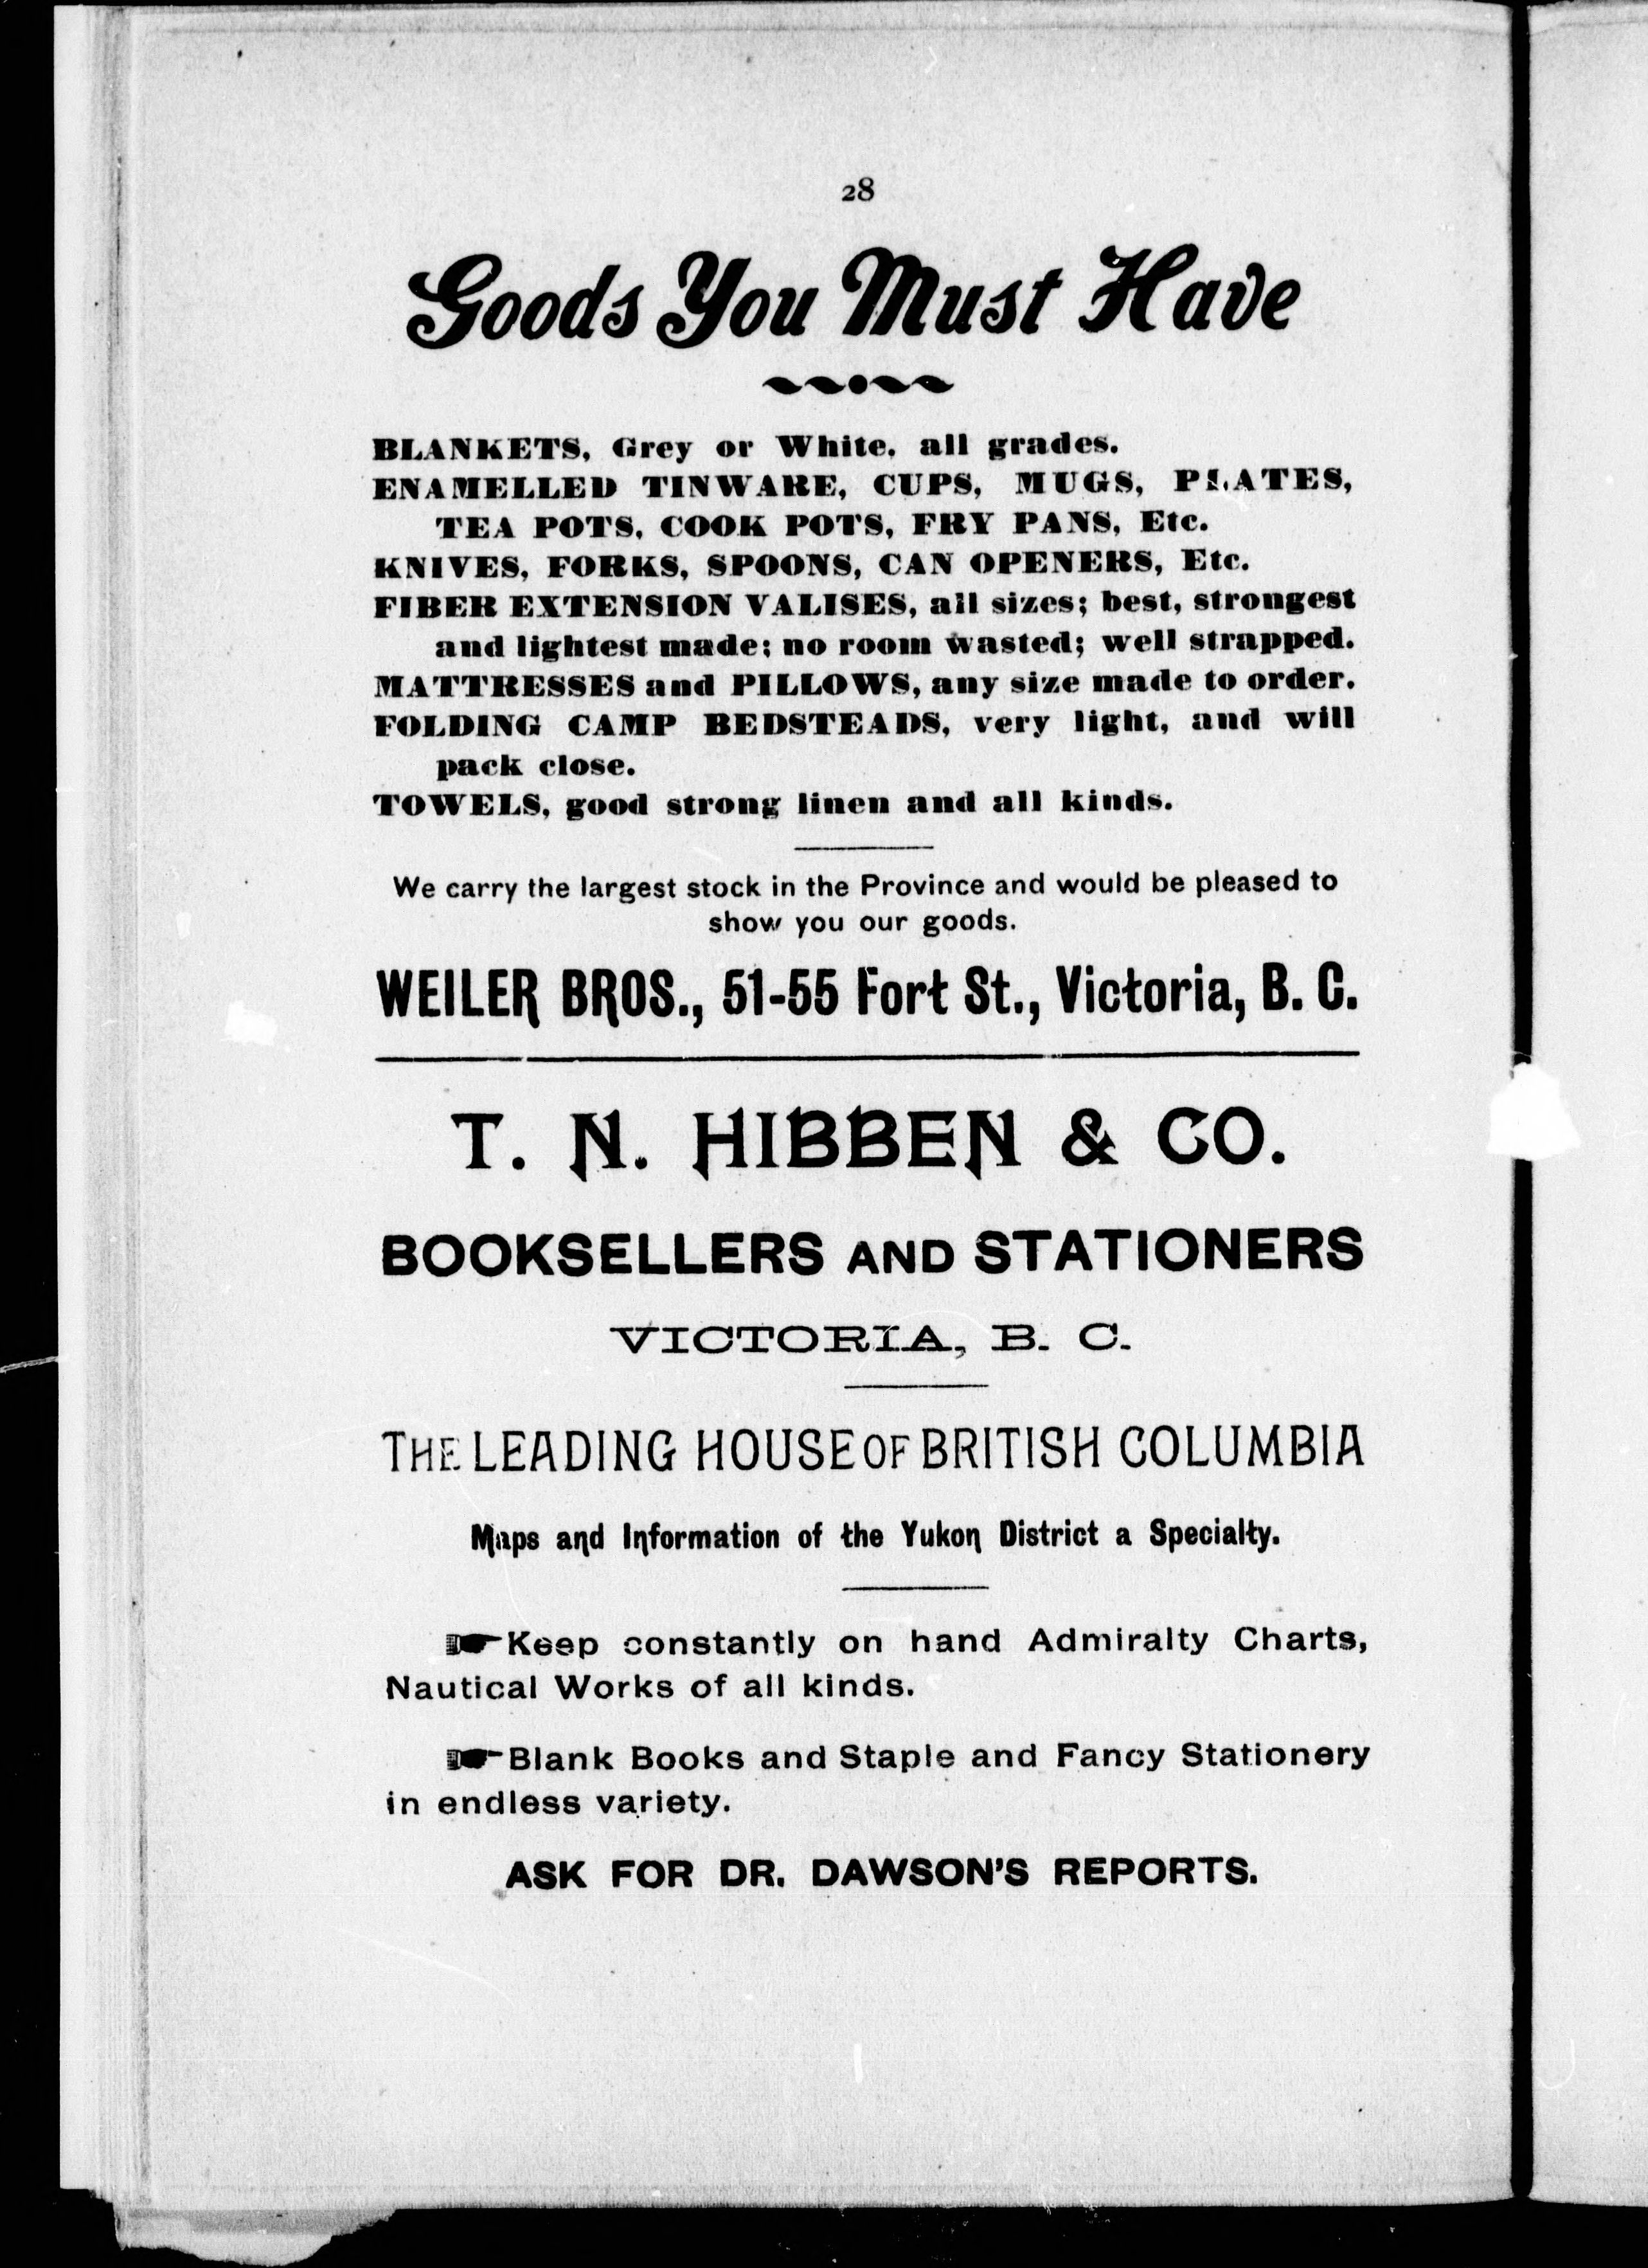 28
Goods You Must Have
BLANKETS, Grey or White, all grades.
ENAMELLED TINWARE, CUPS, MUGS, PLATES,
TEA POTS, COOK POTS, FRY PANS, Etc.
KNIVES, FORKS, SPOONS, CAN OPENERS, Etc.
FIBER EXTENSION VALISES, all sizes; best, strongest
and lightest made; no room wasted; well strapped.
MATTRESSES and PILLOWS, any size made to order.
FOLDING CAMP BEDSTEADS, very light, and will
pack close.
TOWELS, good strong linen and all kinds.
We carry the largest stock in the Province and would be pleased to
show you our goods.
WEILER BROS., 51-55 Fort St., Victoria, B. C.
T. N. HIBBEN & CO.
BOOKSELLERS AND STATIONERS
VICTORIA, B. C.
THE LEADING HOUSE OF BRITISH COLUMBIA
Maps and Information of the Yukon District a Specialty.
☛Keep constantly on hand Admiralty Charts,
Nautical Works of all kinds.
☛Blank Books and Staple and Fancy Stationery
in endless variety.
ASK FOR DR. DAWSON'S REPORTS.